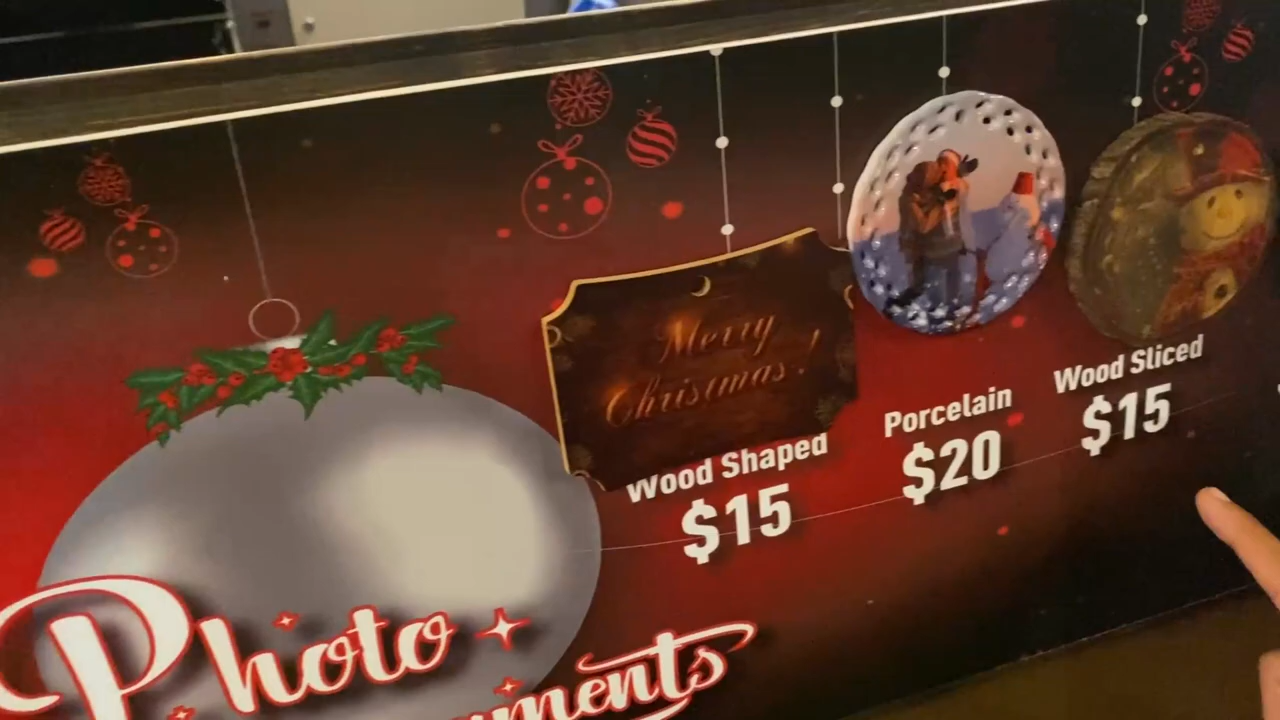 Merry
Christmas!
Wood Shaped
$15
Porcelain
$20
Wood Sliced
$15
Photo